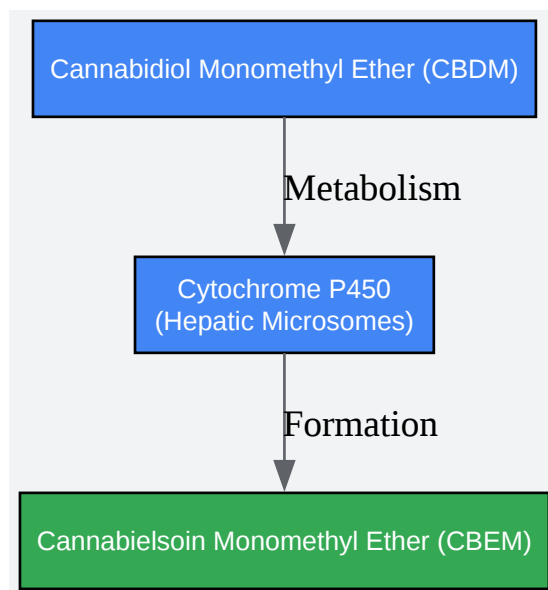 Cannabidiol Monomethyl Ether (CBDM)
Metabolism
Cytochrome P450
(Hepatic Microsomes)
Formation
Cannabielsoin Monomethyl Ether (CBEM)